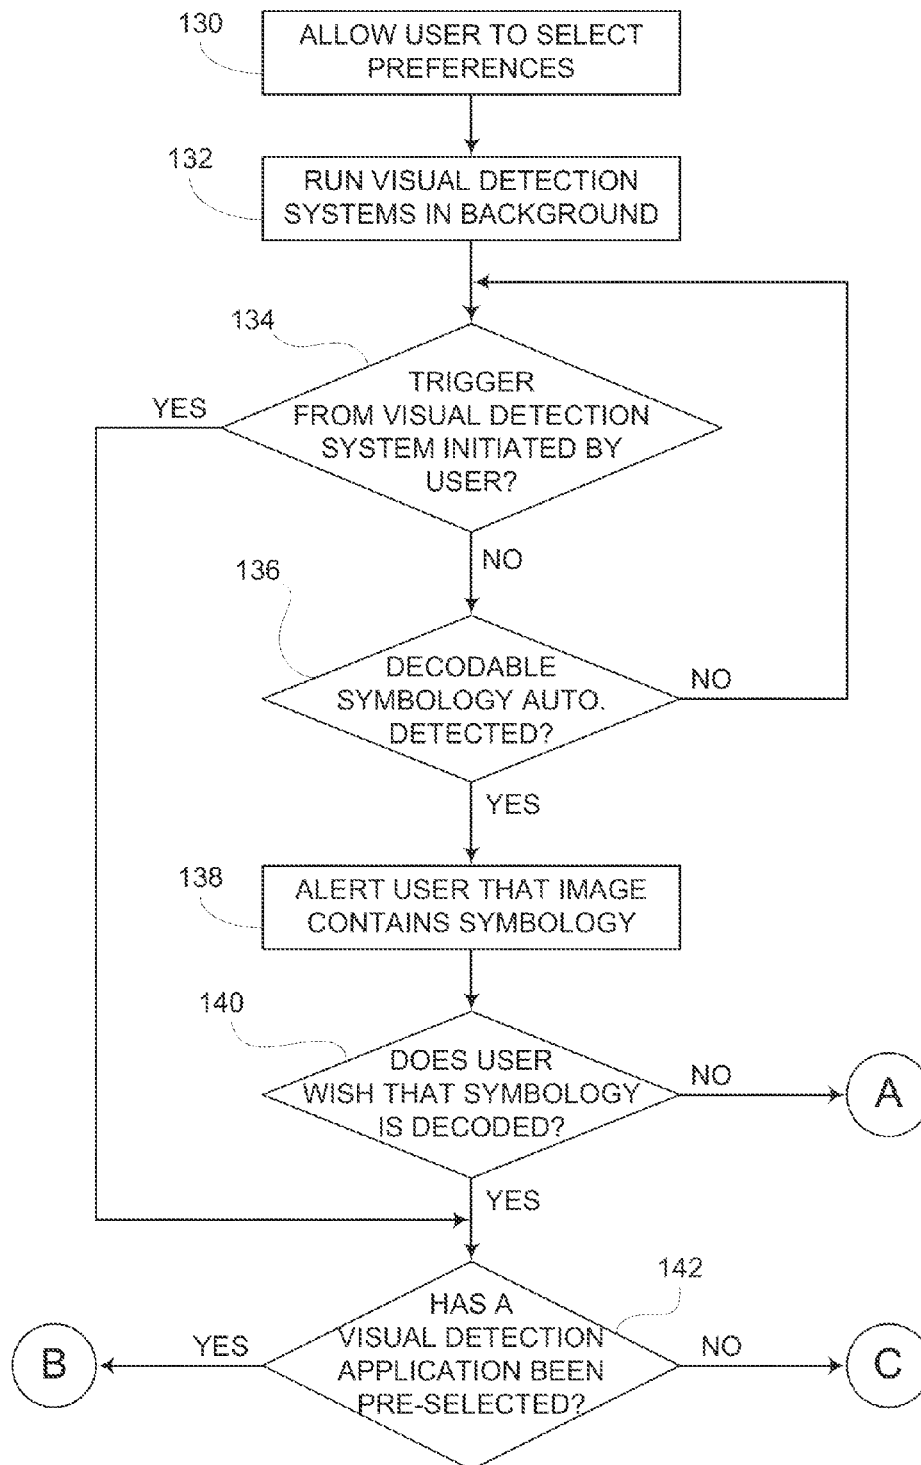 130
ALLOW USER TO SELECT
PREFERENCES
132
RUN VISUAL DETECTION
SYSTEMS IN BACKGROUND
134
YES
TRIGGER
FROM VISUAL DETECTION
SYSTEM INITIATED BY
USER?
NO
136
DECODABLE
SYMBOLOGY AUTO.
DETECTED?
NO
YES
138
ALERT USER THAT IMAGE
CONTAINS SYMBOLOGY
140
DOES USER
WISH THAT SYMBOLOGY
IS DECODED?
NO
A
YES
142
HAS A
VISUAL DETECTION
APPLICATION BEEN
PRE-SELECTED?
YES
B
NO
C